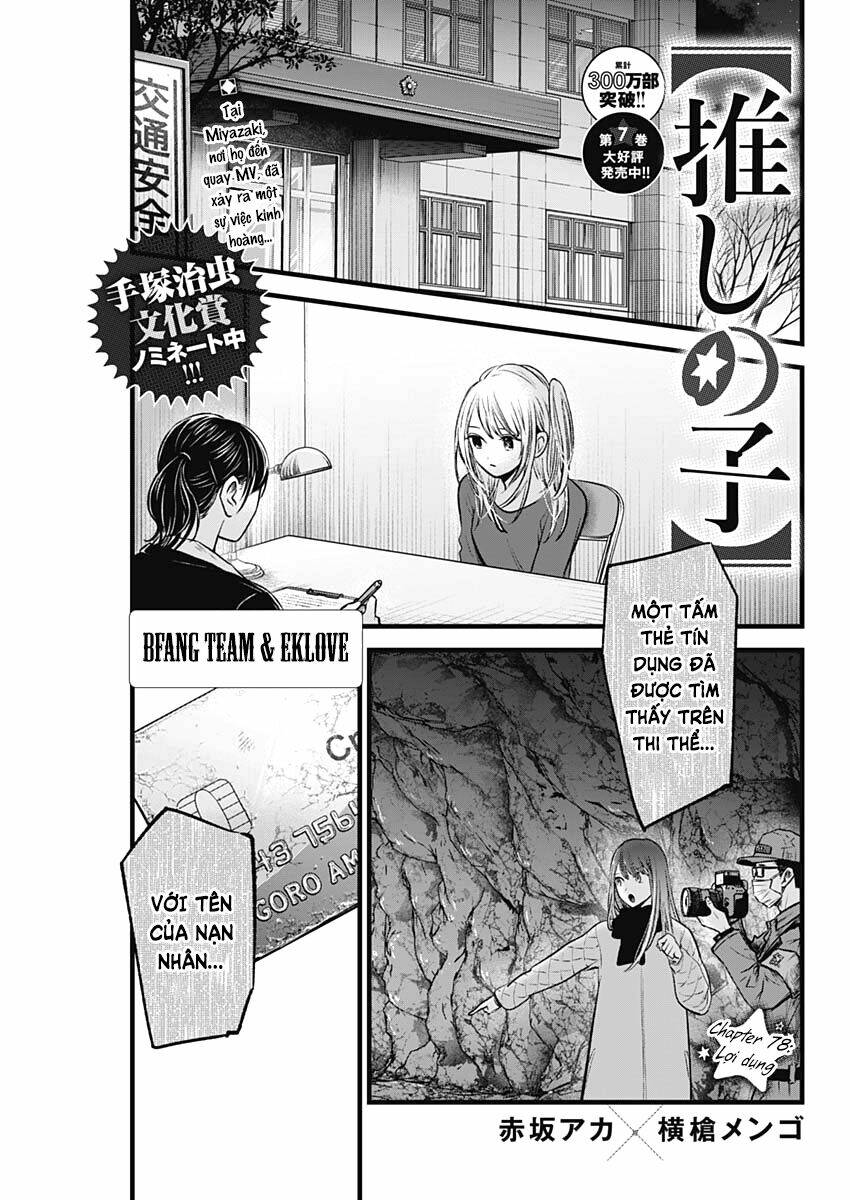 【推しの子】
累計
300万部
突破!!
第7巻
大好評
発売中!!
交通安全
Tại
Miyazaki,
nơi họ đến
quay MV, đã
xảy ra một
sự việc kinh
hoàng...
手塚治虫
文化賞
ノミネート中
!!!
MỘT TẤM
THẺ TÍN
DỤNG ĐÃ
ĐƯỢC TÌM
THẤY TRÊN
THI THỂ...
BFANG TEAM & EKLOVE
Cr
43 7564
GORO AM
VỚI TÊN
CỦA NẠN
NHÂN...
Chapter 78:
Lợi dụng
赤坂アカ×横槍メンゴ